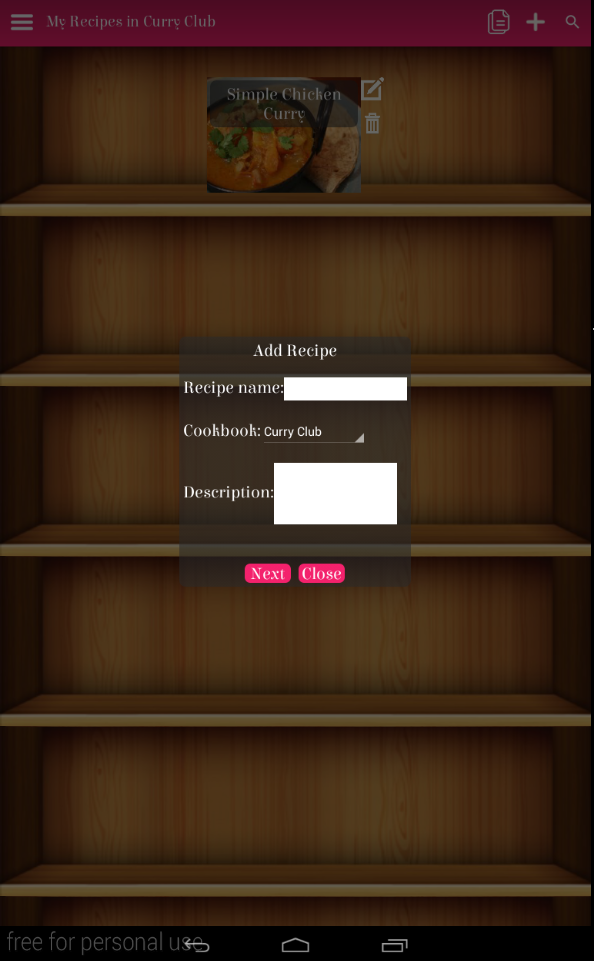 My Recipes in Curry Club
Simple Chicken
Curry
Add Recipe
Recipe name:
Cookbook: Curry Club
Description:
Next Close
free for personal use